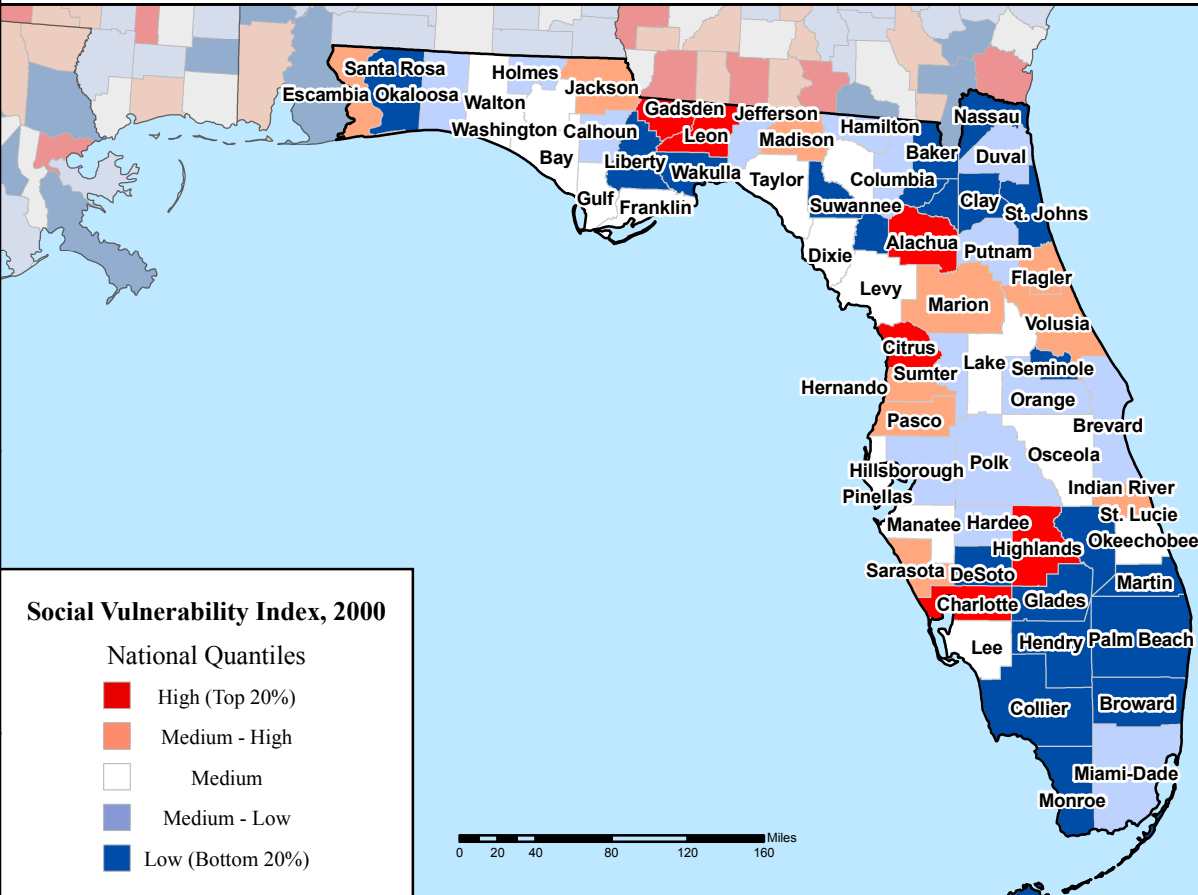 Santa Rosa
Holmes
Escambia
Okaloosa
Jackson
Walton
Gadsden
Jefferson
Nassau
Washington
Calhoun
Leon
Madison
Hamilton
Baker
Duval
Bay
Liberty
Wakulla
Taylor
Columbia
Gulf
Franklin
Suwannee
Clay
St. Johns
Alachua
Putnam
Dixie
Flagler
Levy
Marion
Volusia
Citrus
Lake
Sumter
Seminole
Hernando
Orange
Pasco
Brevard
Osceola
Hillsborough
Polk
Indian River
Pinellas
St. Lucie
Manatee
Hardee
Okeechobee
Highlands
Sarasota
DeSoto
Martin
Charlotte
Glades
Lee
Hendry
Palm Beach
Collier
Broward
Miami-Dade
Monroe
Social Vulnerability Index, 2000
National Quantiles
High (Top 20%)
Medium - High
Medium
Medium - Low
Low (Bottom 20%)
Miles
0 20 40 80 120 160